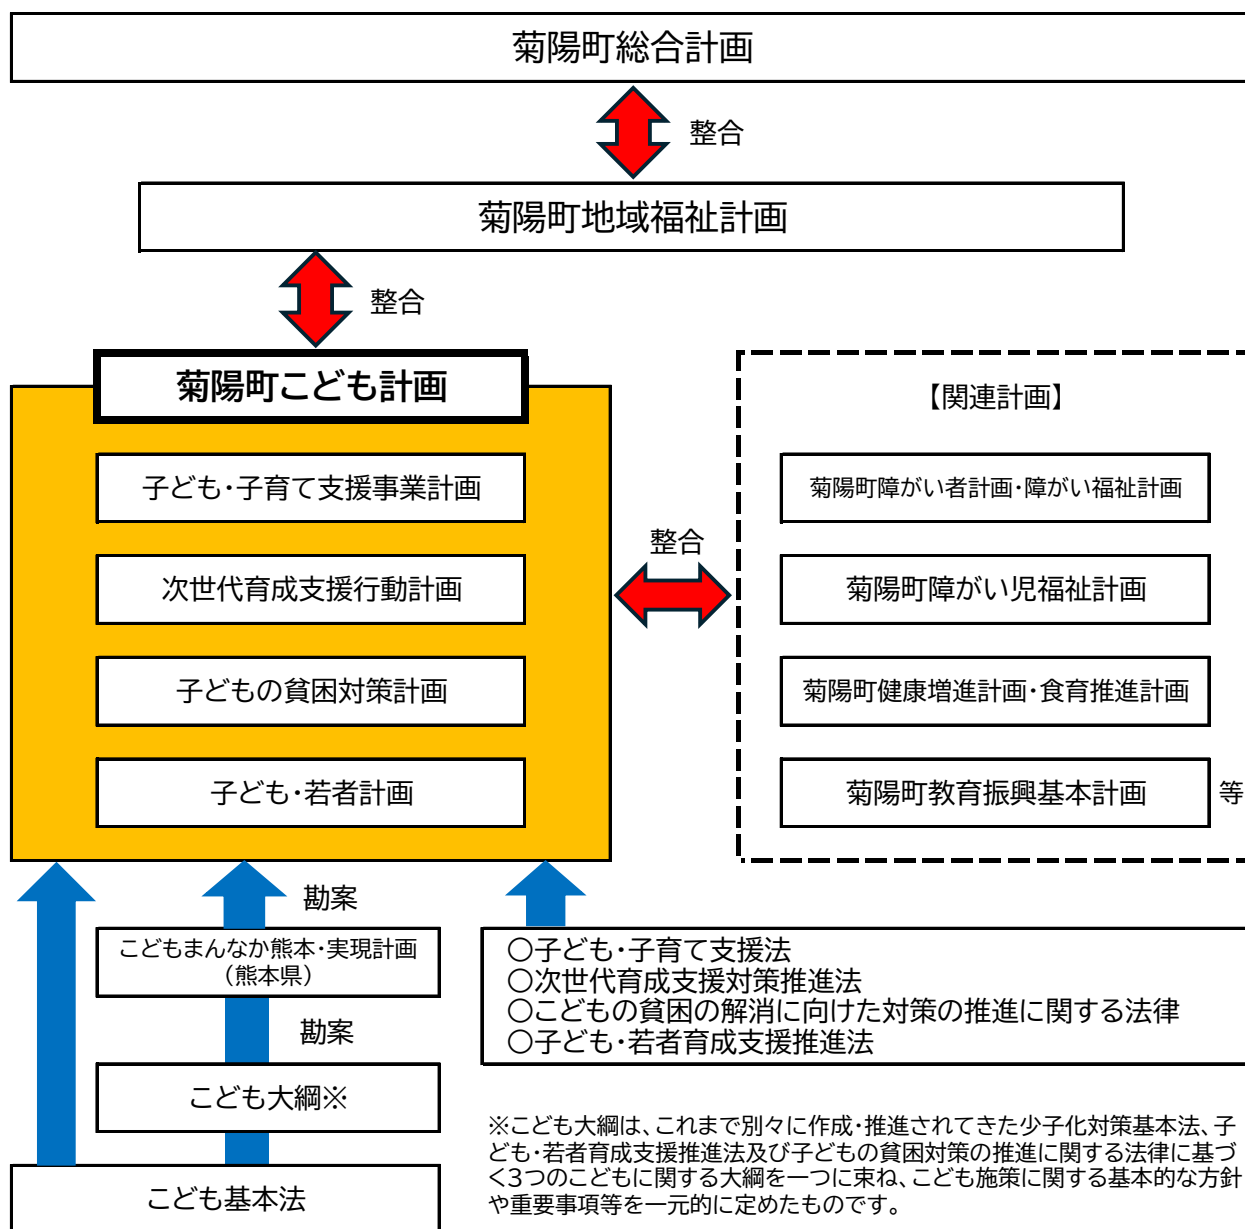 菊陽町総合計画
整合
菊陽町地域福祉計画
整合
菊陽町こども計画
子ども・子育て支援事業計画
次世代育成支援行動計画
子どもの貧困対策計画
子ども・若者計画
整合
【関連計画】
菊陽町障がい者計画・障がい福祉計画
菊陽町障がい児福祉計画
菊陽町健康増進計画・食育推進計画
菊陽町教育振興基本計画
等
勘案
こどもまんなか熊本・実現計画
（熊本県）
勘案
こども大綱※
こども基本法
○子ども・子育て支援法
○次世代育成支援対策推進法
○こどもの貧困の解消に向けた対策の推進に関する法律
○子ども・若者育成支援推進法
※こども大綱は、これまで別々に作成・推進されてきた少子化対策基本法、子
ども・若者育成支援推進法及び子どもの貧困対策の推進に関する法律に基づ
く3つのこどもに関する大綱を一つに束ね、こども施策に関する基本的な方針
や重要事項等を一元的に定めたものです。